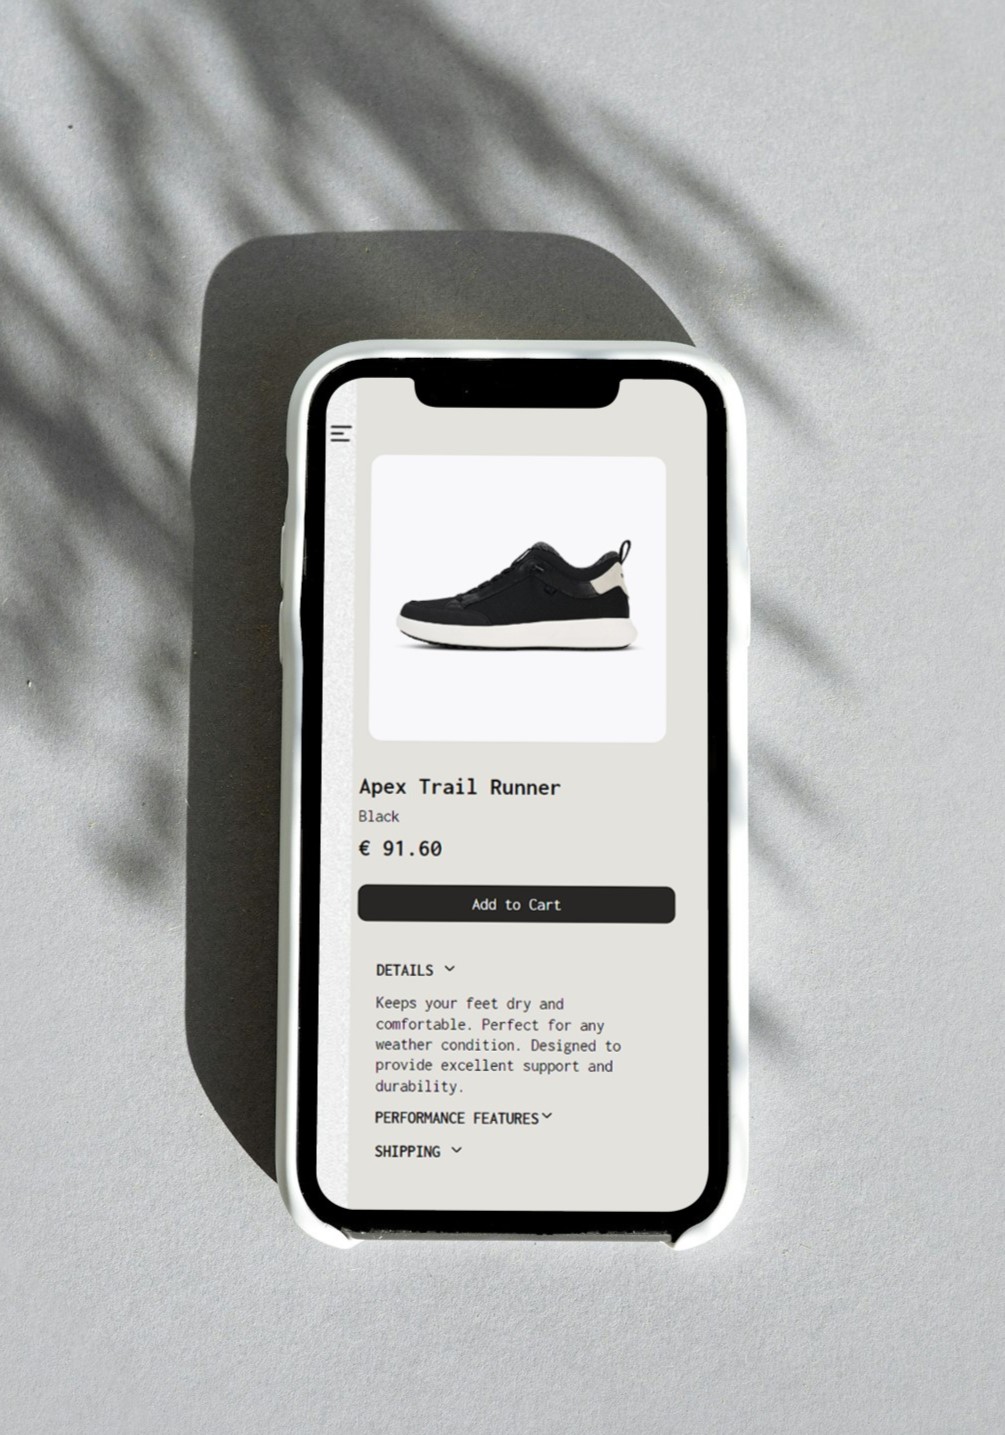 Apex Trail Runner
Black
€ 91.60
Add to Cart
DETAILS
Keeps your feet dry and
comfortable. Perfect for any
weather condition. Designed to
provide excellent support and
durability.
PERFORMANCE FEATURES
SHIPPING